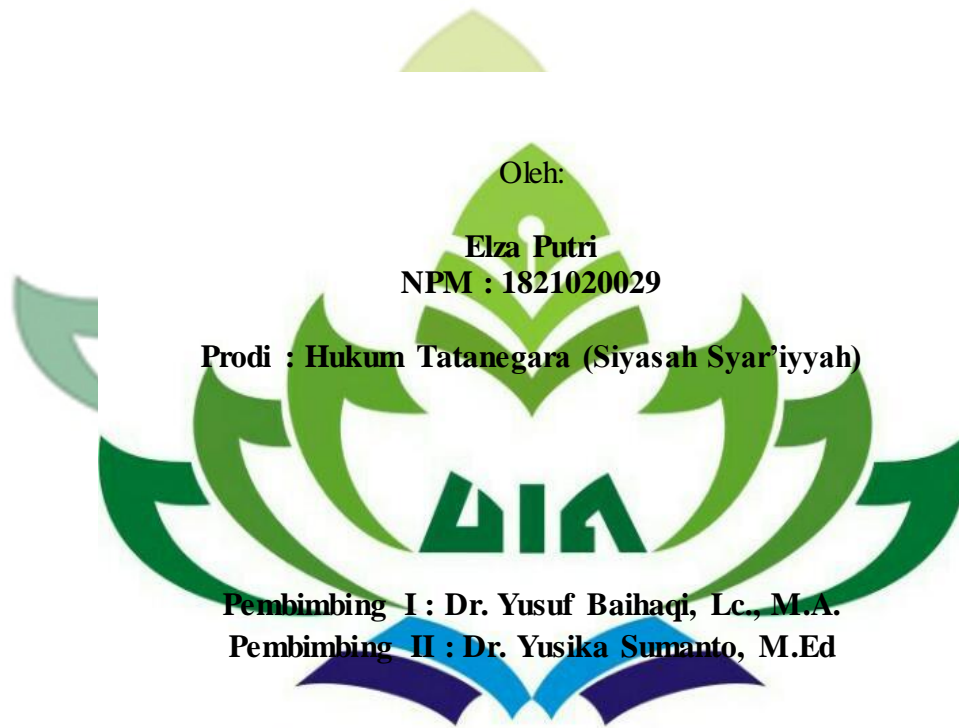 Oleh:
Elza Putri
NPM : 1821020029
Prodi : Hukum Tatanegara (Siyasah Syar’iyyah)
UIN
Pembimbing I : Dr. Yusuf Baihaqi, Lc., M.A.
Pembimbing II : Dr. Yusika Sumanto, M.Ed